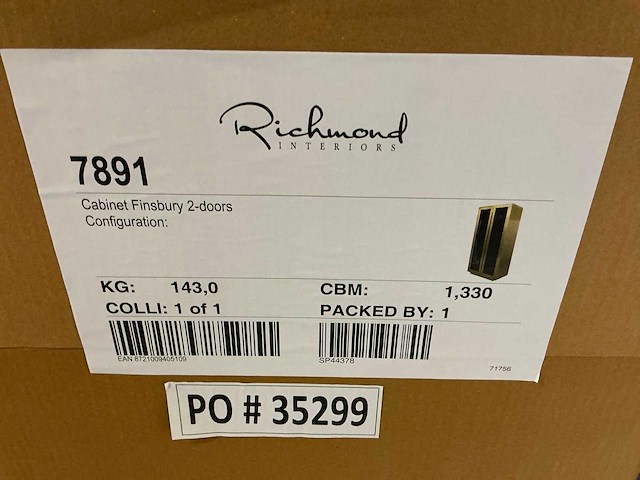 Richmond
INTERIORS
7891
Cabinet Finsbury 2-doors
Configuration:
KG: 143,0 CBM: 1,330
COLLI: 1 of 1 PACKED BY: 1
EAN 8721009405109 SP44378
71756
PO # 35299